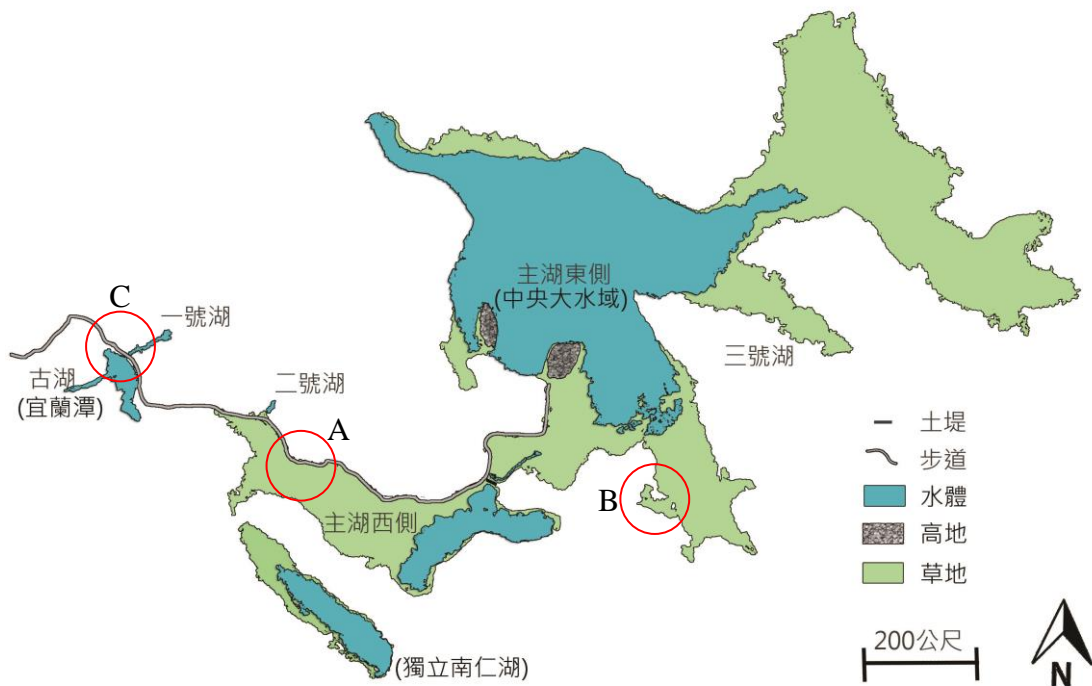 主湖東側
(中央大水域)
C
一號湖
古湖
(宜蘭潭)
二號湖
三號湖
A
B
主湖西側
(獨立南仁湖)
土堤
步道
水體
高地
草地
200公尺
N